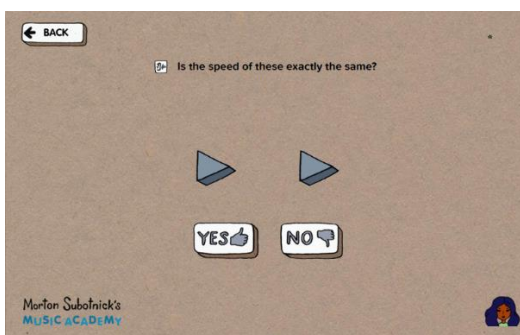 BACK
Is the speed of these exactly the same?
YES
NO
Morton Subotnick's
MUSIC ACADEMY